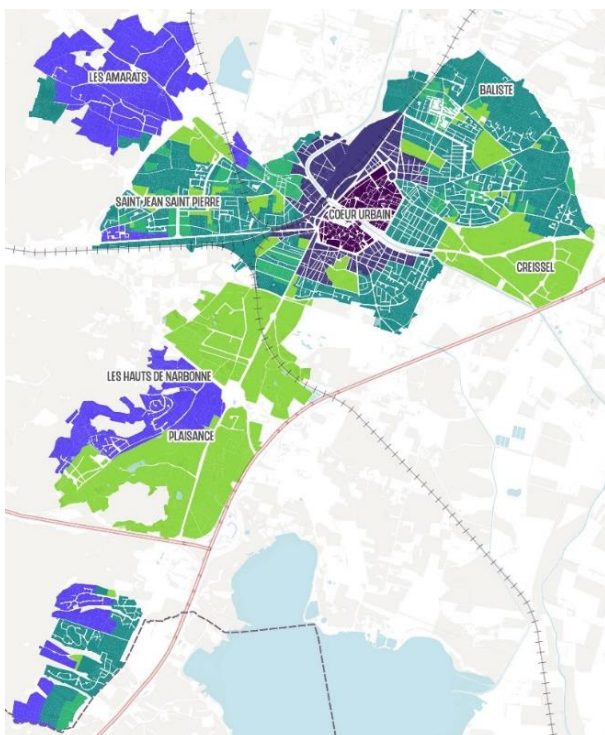 LES AMARATS
BALISTE
SAINT JEAN SAINT PIERRE
COEUR URBAIN
CREISSEL
LES HAUTS DE NARBONNE
PLAISANCE